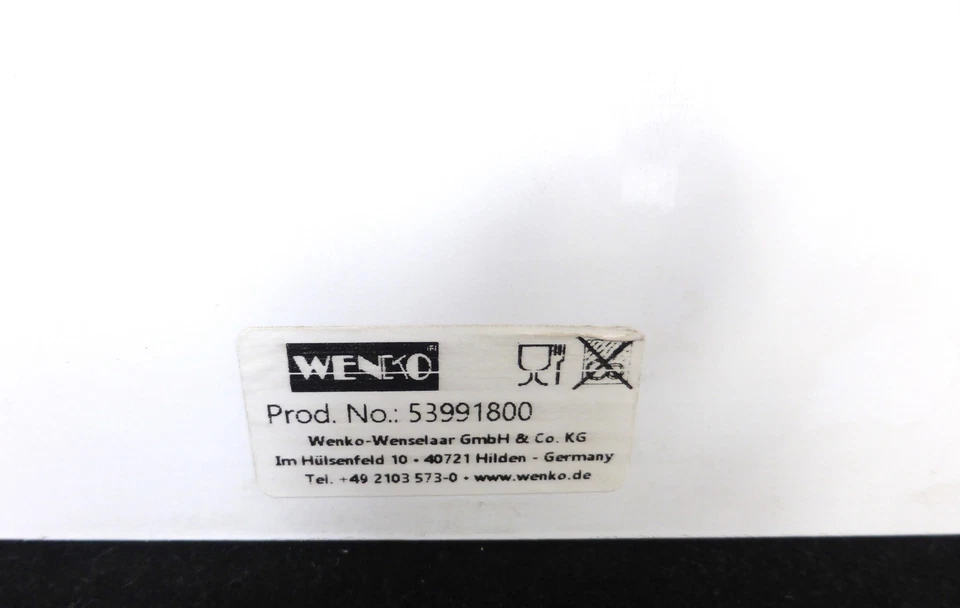 WENKO
Prod. No.: 53991800
Wenko-Wenselaar GmbH & Co. KG
Im Hülsenfeld 10 • 40721 Hilden - Germany
Tel. +49 2103 573-0 • www.wenko.de